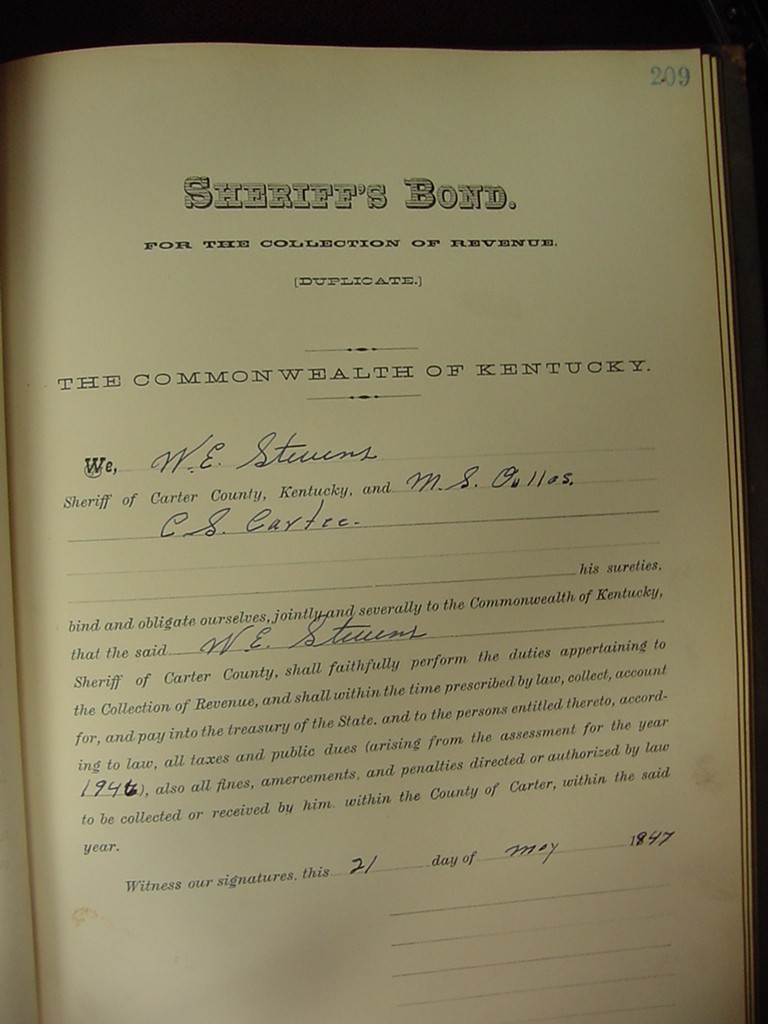 209
SHERIFF'S BOND.
FOR THE COLLECTION OF REVENUE.
[DUPLICATE.]
THE COMMONWEALTH OF KENTUCKY.
We, W. E. Stevens
Sheriff of Carter County, Kentucky, and M. S.
C. S. Cartee.
his sureties,
bind and obligate ourselves, jointly and severally to the Commonwealth of Kentucky,
that the said W E. Stevens
Sheriff of Carter County, shall faithfully perform the duties appertaining to
the Collection of Revenue, and shall within the time prescribed by law, collect, account
for, and pay into the treasury of the State, and to the persons entitled thereto, accord-
ing to law, all taxes and public dues (arising from the assessment for the year
1946), also all fines, amercements, and penalties directed or authorized by law
to be collected or received by him. within the County of Carter, within the said
year.
Witness our signatures, this 21 day of May 1947